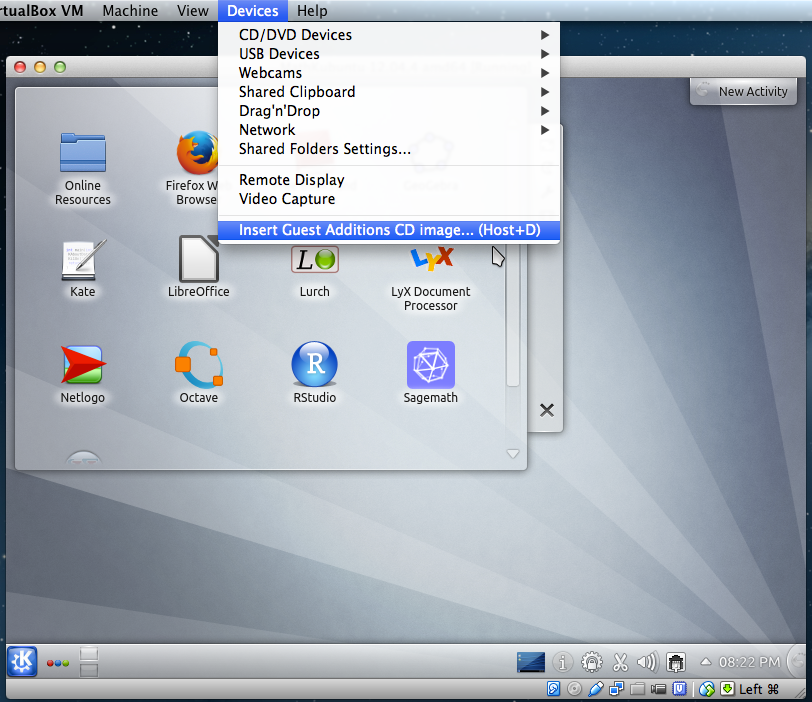 rtualBox VM Machine View Devices Help
CD/DVD Devices
USB Devices
Webcams
Shared Clipboard
Drag'n'Drop
Network
Shared Folders Settings...
Remote Display
Video Capture
Insert Guest Additions CD image... (Host+D)
New Activity
Online
Resources
Firefox W
Browse
Kate
LibreOffice
Lurch
LyX Document
Processor
Netlogo
Octave
RStudio
Sagemath
08:22 PM
Left ⌘